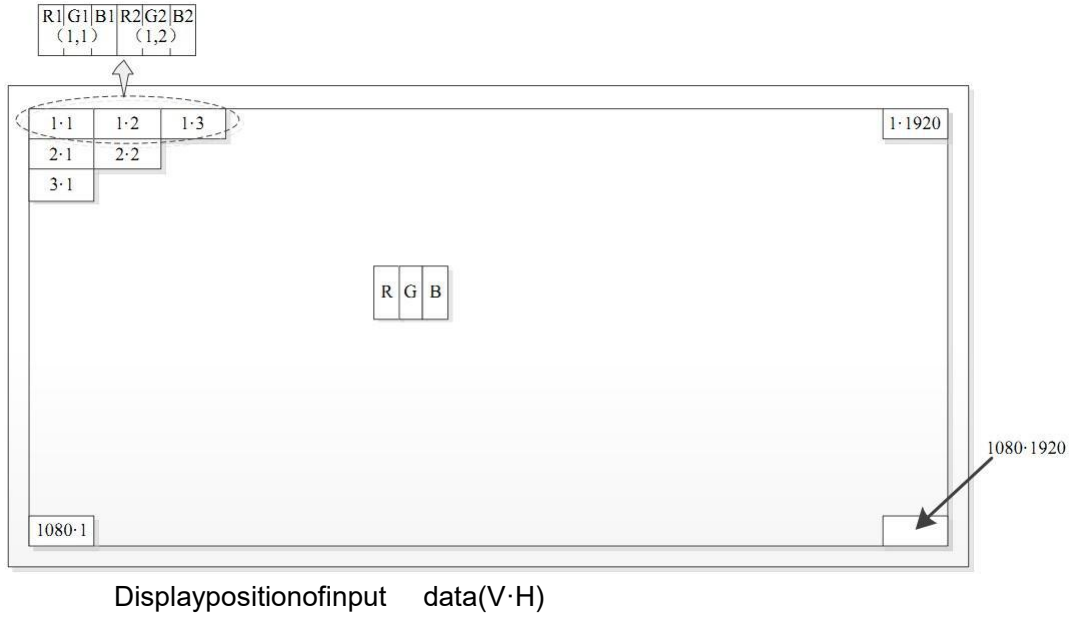 R1 G1 B1 R2 G2 B2
(1,1) (1,2)
1·1 1·2 1·3 1·1920
2·1 2·2
3·1
R G B
1080·1920
1080·1
Displaypositionofinput data(V·H)